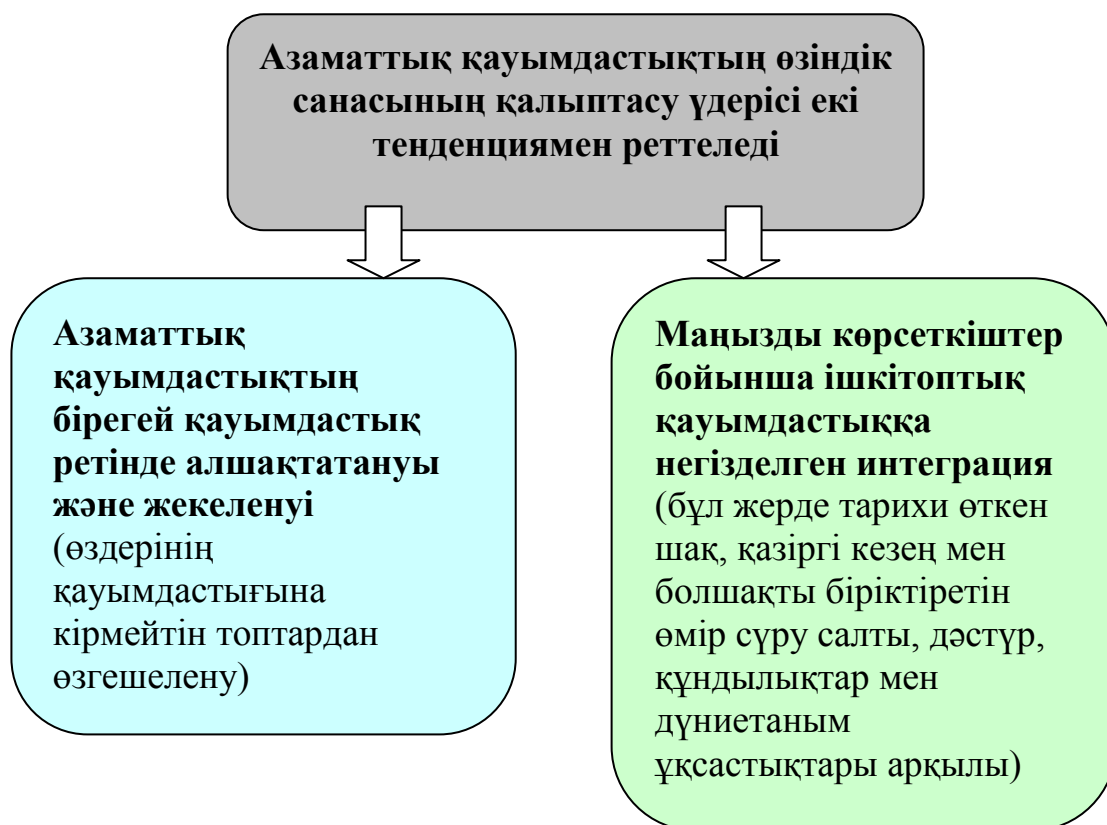 Азаматтық қауымдастықтың өзіндік
санасының қалыптасу үдерісі екі
тенденциямен реттеледі
Азаматтық
қауымдастықтың
бірегей қауымдастық
ретінде алшақтатануы
және жекеленуі
(өздерінің
қауымдастығына
кірмейтін топтардан
өзгешелену)
Маңызды көрсеткіштер
бойынша ішкітоптық
қауымдастыққа
негізделген интеграция
(бұл жерде тарихи өткен
шақ, қазіргі кезең мен
болшақты біріктіретін
өмір сүру салты, дәстүр,
құндылықтар мен
дүниетаным
ұқсастықтары арқылы)